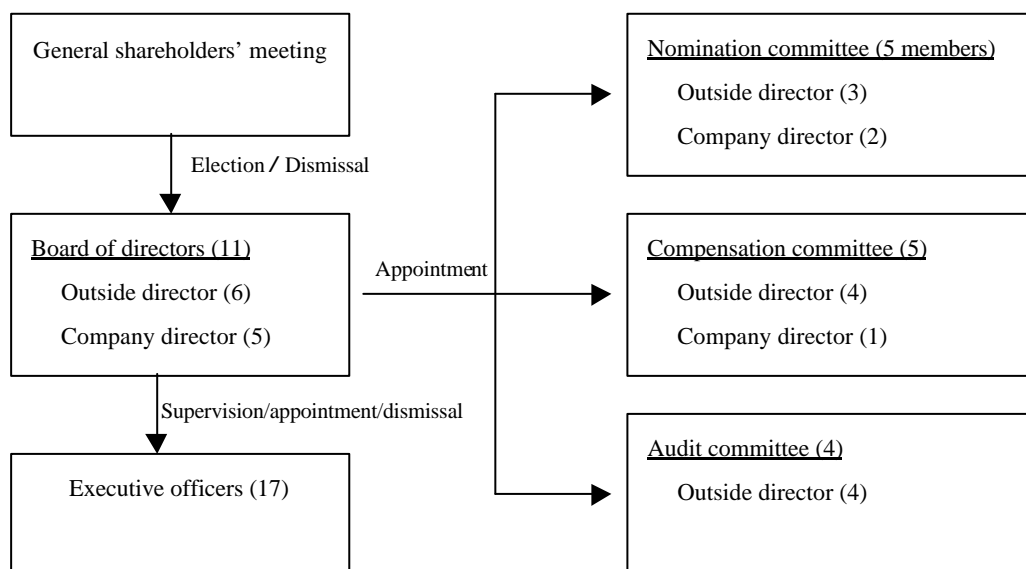 General shareholders’ meeting
Election / Dismissal
Board of directors (11)
Outside director (6)
Company director (5)
Supervision/appointment/dismissal
Executive officers (17)
Appointment
Nomination committee (5 members)
Outside director (3)
Company director (2)
Compensation committee (5)
Outside director (4)
Company director (1)
Audit committee (4)
Outside director (4)